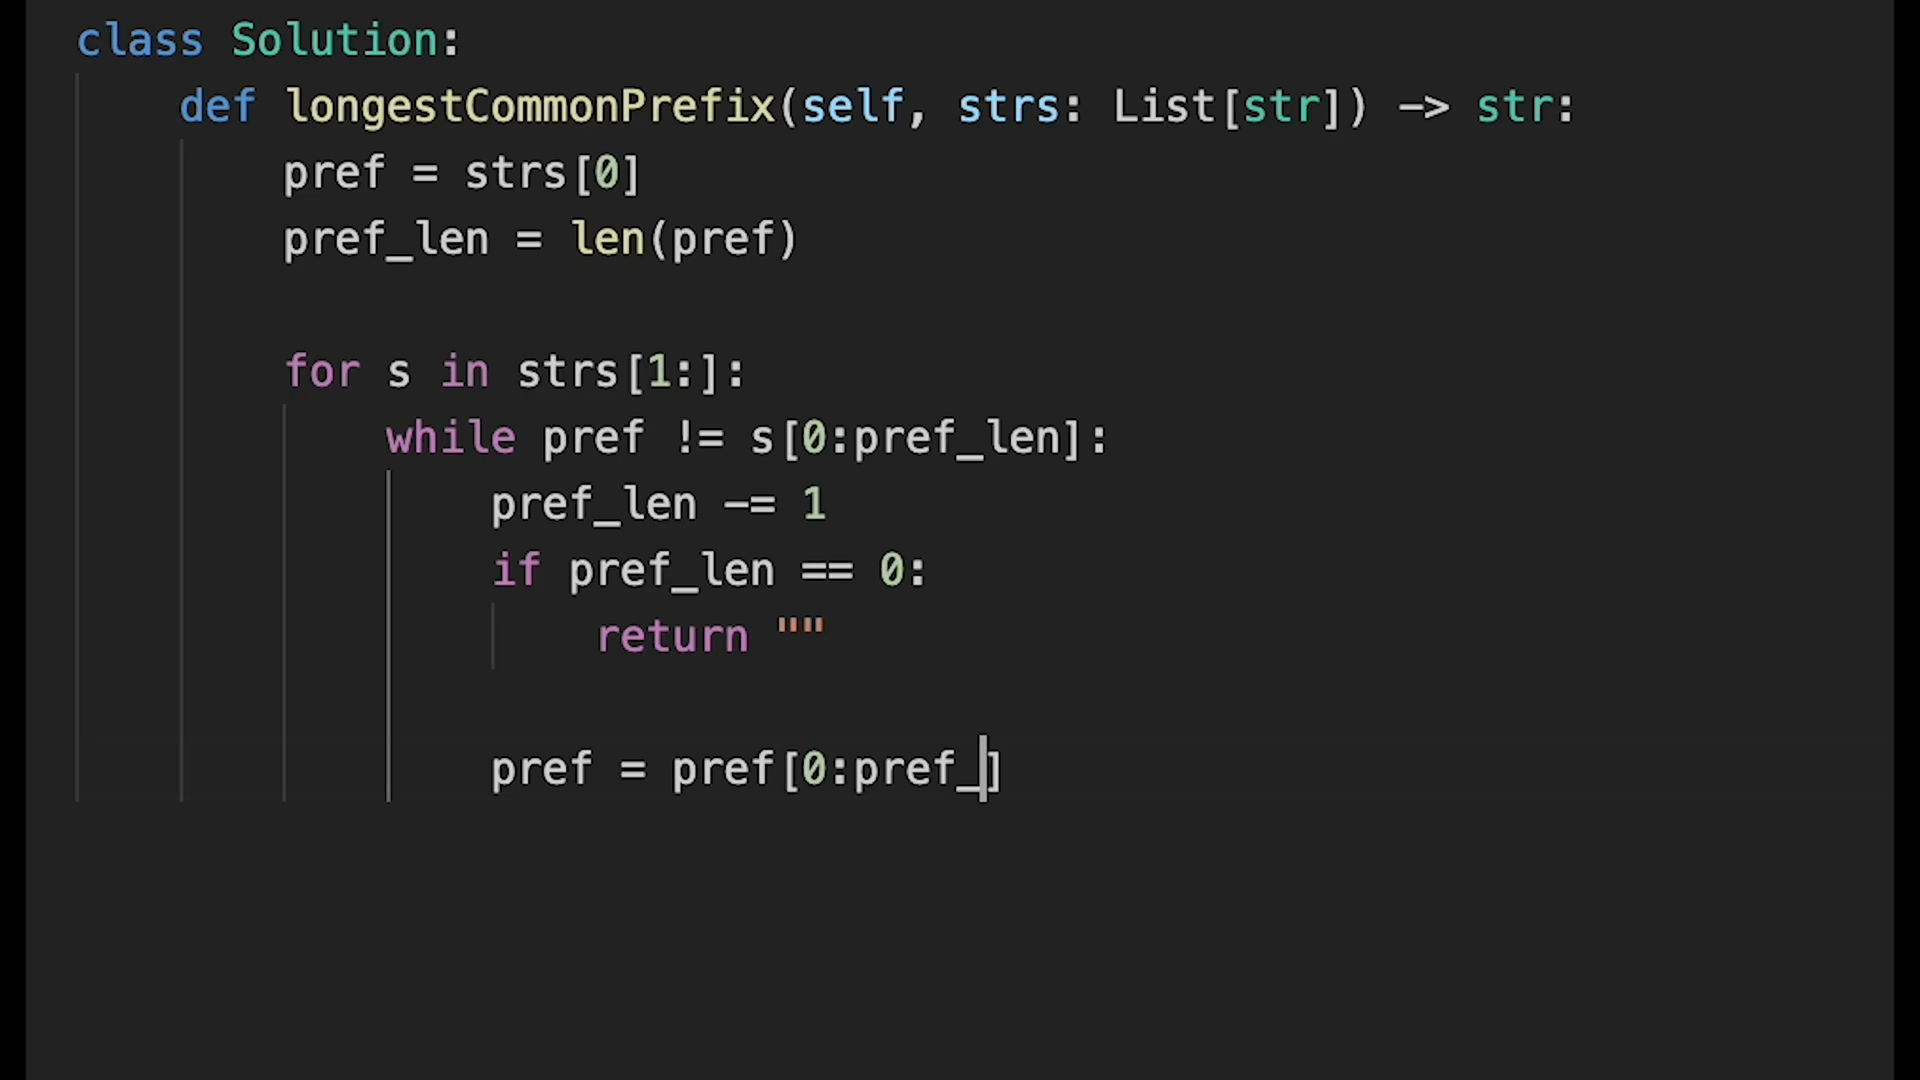 class Solution:
    def longestCommonPrefix(self, strs: List[str]) -> str:
        pref = strs[0]
        pref_len = len(pref)

        for s in strs[1:]:
            while pref != s[0:pref_len]:
                pref_len -= 1
                if pref_len == 0:
                    return ""

                pref = pref[0:pref_]